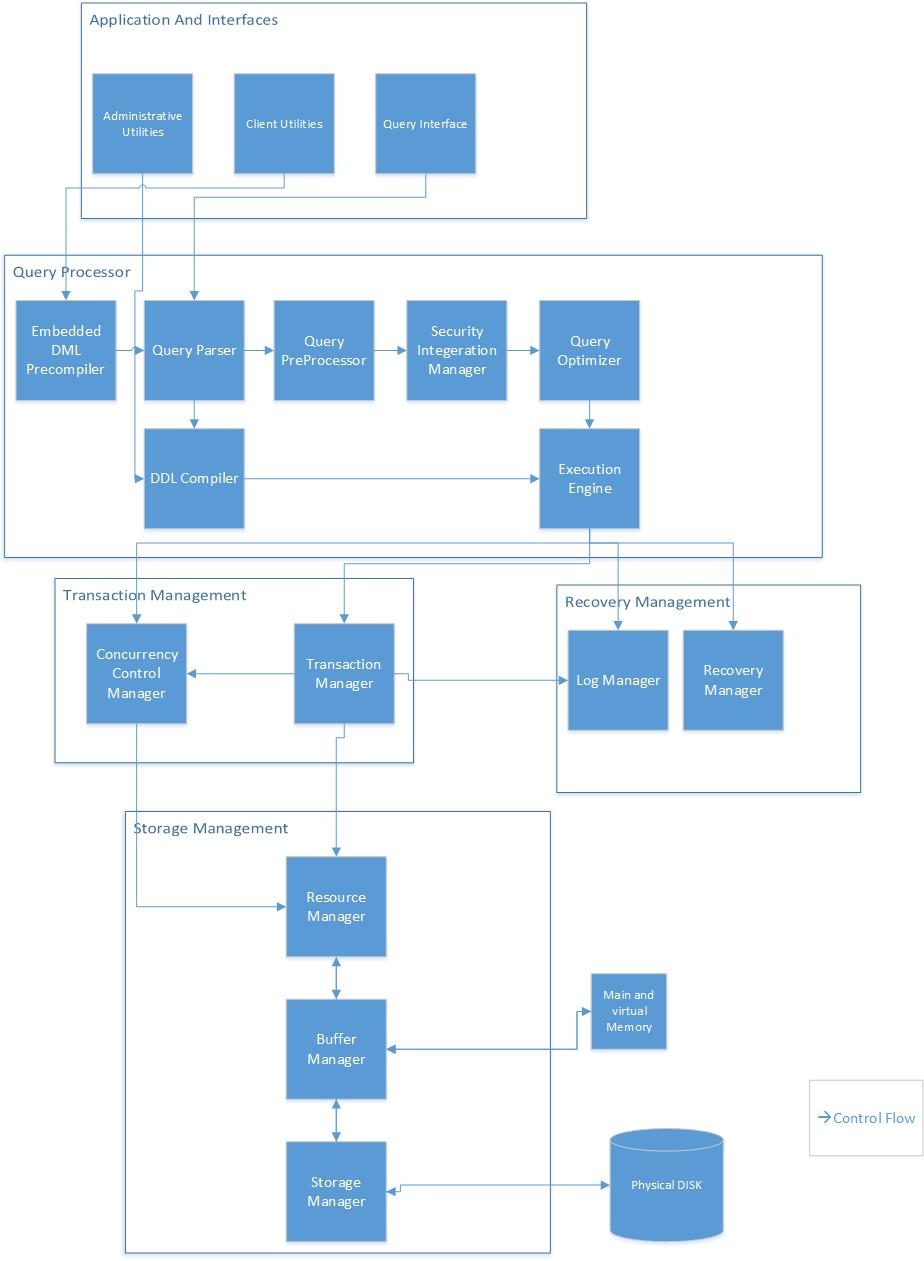 Application And Interfaces
Administrative
Utilities
Client Utilities
Query Interface
Query Processor
Embedded
DML
Precompiler
Query Parser
Query
PreProcessor
Security
Integeration
Manager
Query
Optimizer
DDL Compiler
Execution
Engine
Transaction Management
Concurrency
Control
Manager
Transaction
Manager
Recovery Management
Log Manager
Recovery
Manager
Storage Management
Resource
Manager
Buffer
Manager
Main and
virtual
Memory
Storage
Manager
Physical DISK
→Control Flow